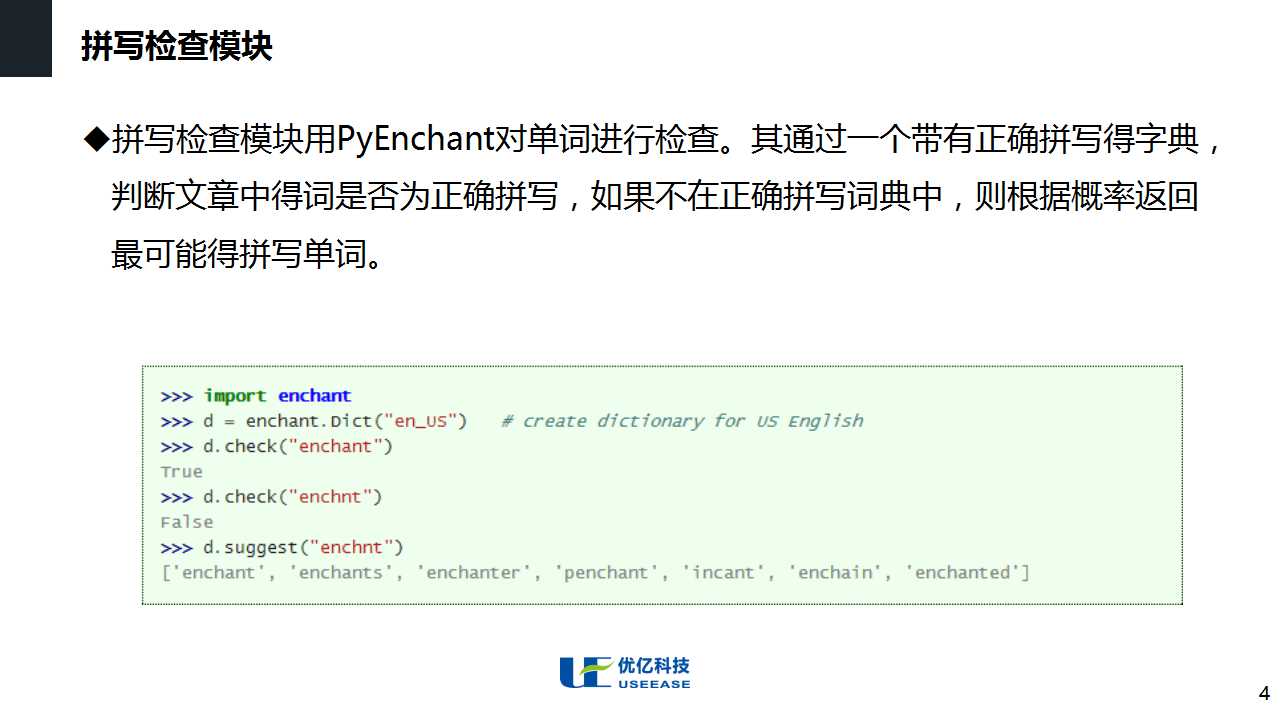 拼写检查模块
◆拼写检查模块用PyEnchant对单词进行检查。其通过一个带有正确拼写得字典，
判断文章中得词是否为正确拼写，如果不在正确拼写词典中，则根据概率返回
最可能得拼写单词。
>>> import enchant
>>> d = enchant.Dict("en_US")   # create dictionary for US English
>>> d.check("enchant")
True
>>> d.check("enchnt")
False
>>> d.suggest("enchnt")
['enchant', 'enchants', 'enchanter', 'penchant', 'incant', 'enchain', 'enchanted']
UE 优亿科技
USEEASE
4